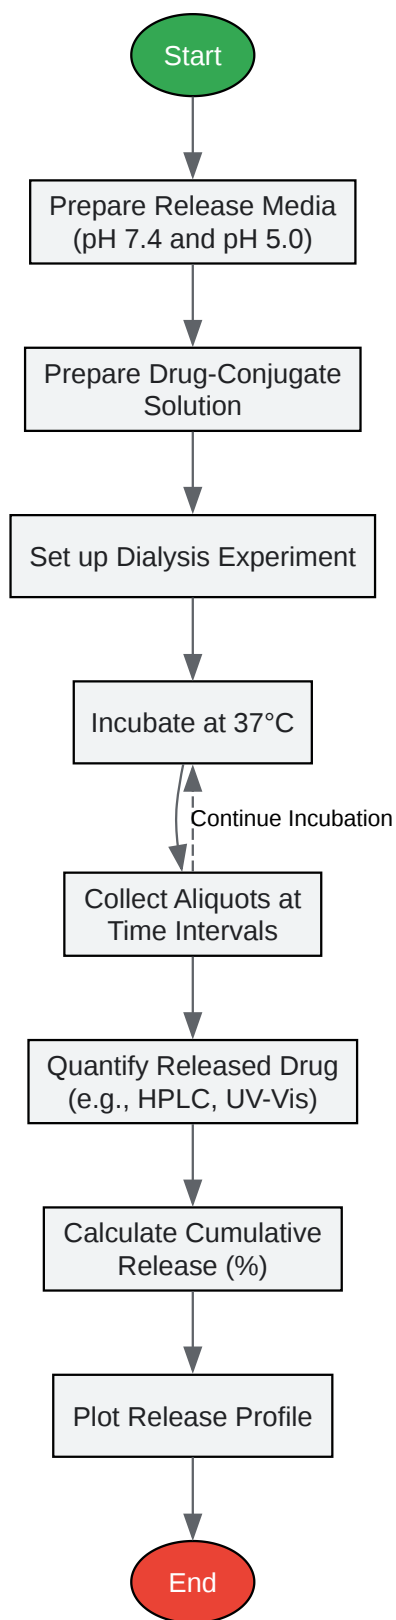 Start
Prepare Release Media
(pH 7.4 and pH 5.0)
Prepare Drug-Conjugate
Solution
Set up Dialysis Experiment
Incubate at 37°C
Continue Incubation
Collect Aliquots at
Time Intervals
Quantify Released Drug
(e.g., HPLC, UV-Vis)
Calculate Cumulative
Release (%)
Plot Release Profile
End